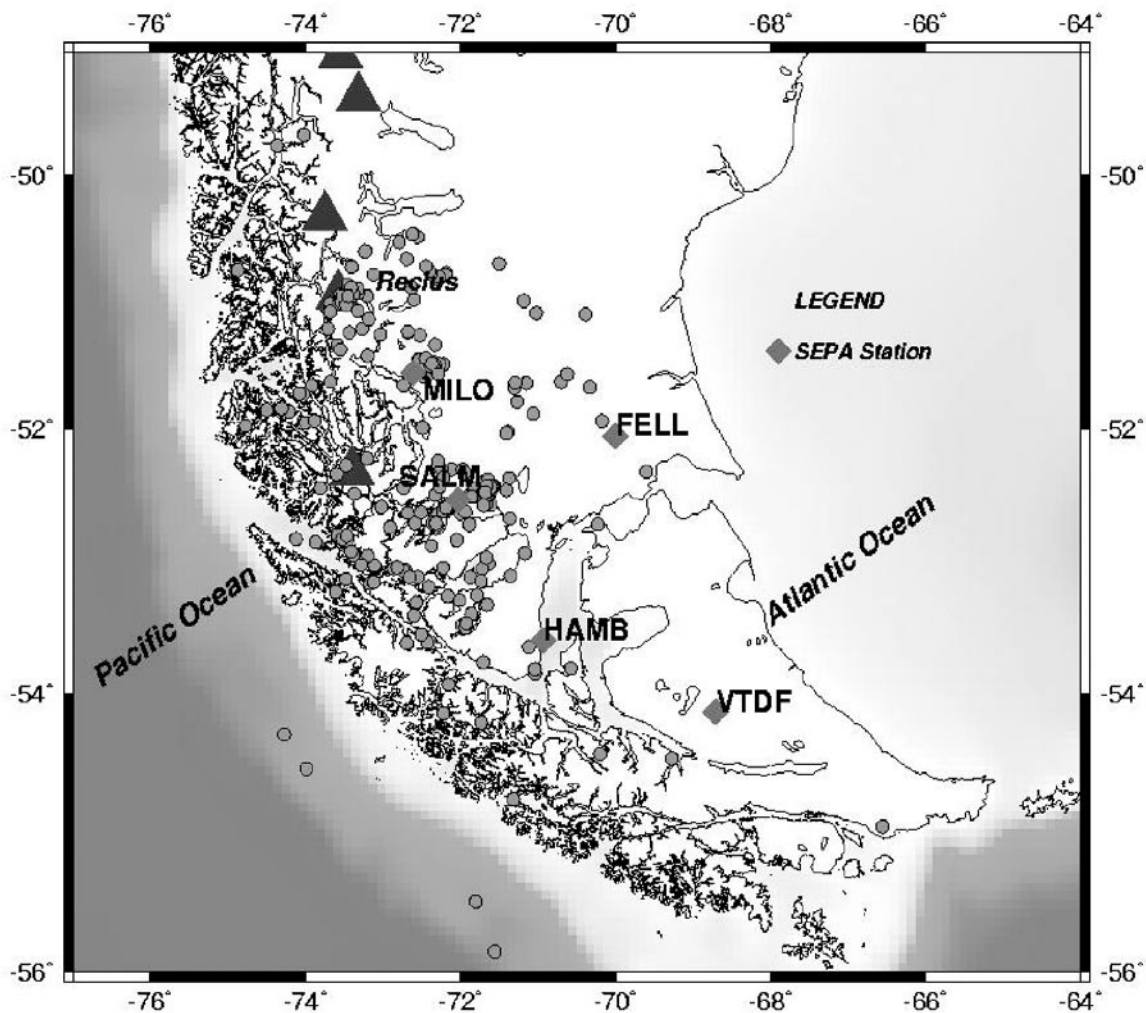 -76° -74° -72° -70° -68° -66° -64°
-50° -50°
Reclus
LEGEND
SEPA Station
MILO
-52° FELL -52°
SALM
Atlantic Ocean
Pacific Ocean
HAMB
-54° VTDF -54°
-56° -56°
-76° -74° -72° -70° -68° -66° -64°